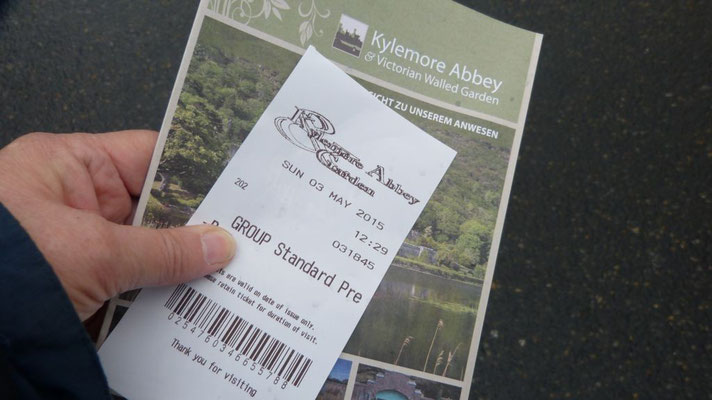 Kylemore Abbey
& Victorian Walled Garden
SICHT ZU UNSEREM ANWESEN
Kylemore Abbey
Garden
SUN 03 MAY 2015
12:29
202
031845
GROUP Standard Pre
are valid on date of issue only.
retain ticket for duration of visit.
Thank you for visiting